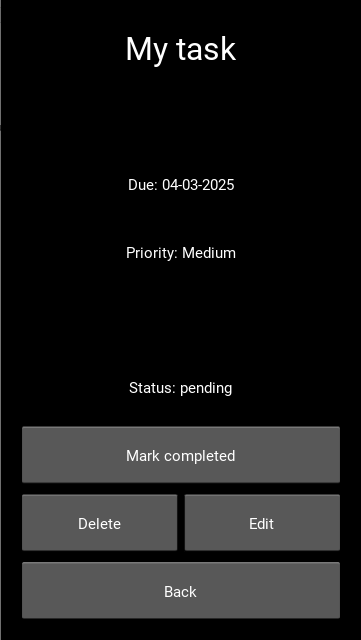 My task
Due: 04-03-2025
Priority: Medium
Status: pending
Mark completed
Delete
Edit
Back